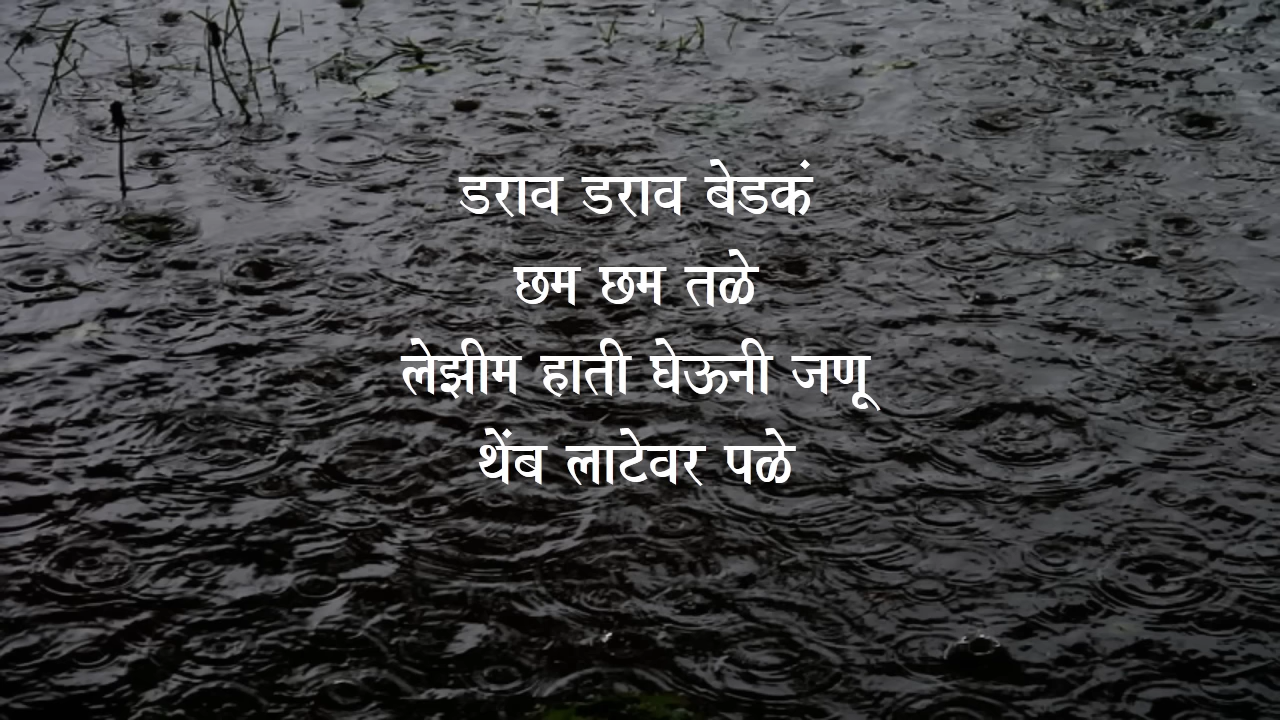 डराव डराव बेडकं
छम छम तळे
लेझीम हाती घेऊनी जणू
थेंब लाटेवर पळे